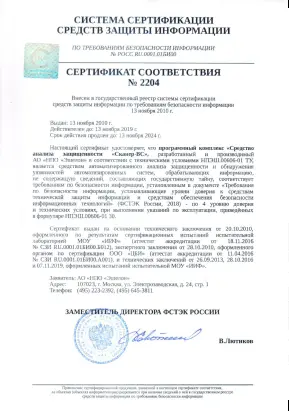 СИСТЕМА СЕРТИФИКАЦИИ
СРЕДСТВ ЗАЩИТЫ ИНФОРМАЦИИ
ПО ТРЕБОВАНИЯМ БЕЗОПАСНОСТИ ИНФОРМАЦИИ
№ РОСС RU.0001.01БИ00
СЕРТИФИКАТ СООТВЕТСТВИЯ
№ 2204
Внесен в государственный реестр системы сертификации
средств защиты информации по требованиям безопасности информации
13 ноября 2010 г.
Выдан: 13 ноября 2010 г.
Действителен до: 13 ноября 2019 г.
Срок действия продлен до: 13 ноября 2024 г.
Настоящий сертификат удостоверяет, что программный комплекс «Средство
анализа защищенности «Сканер-ВС», разработанный и производимый
АО «НПО «Эшелон» в соответствии с техническими условиями НПЭШ.00606-01 ТУ,
является средством автоматизированного анализа защищенности и обнаружения
уязвимостей автоматизированных систем, обрабатывающих информацию,
не содержащую сведений, составляющих государственную тайну, соответствует
требованиям по безопасности информации, установленным в документе «Требования
по безопасности информации, устанавливающие уровни доверия к средствам
технической защиты информации и средствам обеспечения безопасности
информационных технологий» (ФСТЭК России, 2018) - по 4 уровню доверия
и технических условиях, при выполнении указаний по эксплуатации, приведенных
в формуляре НПЭШ.00606-01 30.
Сертификат выдан на основании технического заключения от 20.10.2010,
оформленного по результатам сертификационных испытаний испытательной
лабораторией МОУ «ИИФ» (аттестат аккредитации от 18.11.2016
№ СЗИ RU.0001.01БИ00.Б012), экспертного заключения от 28.10.2010, оформленного
органом по сертификации ООО «ЦБИ» (аттестат аккредитации от 11.04.2016
№ СЗИ RU.0001.01БИ00.А001), и технических заключений от 26.09.2013, 28.10.2016
и 07.11.2019, оформленных испытательной лабораторией МОУ «ИИФ».
Заявитель: АО «НПО «Эшелон»
Адрес: 107023, г. Москва, ул. Электрозаводская, д. 24, стр. 1
Телефон: (495) 223-2392, (495) 645-3811
ЗАМЕСТИТЕЛЬ ДИРЕКТОРА ФСТЭК РОССИИ
В.Лютиков